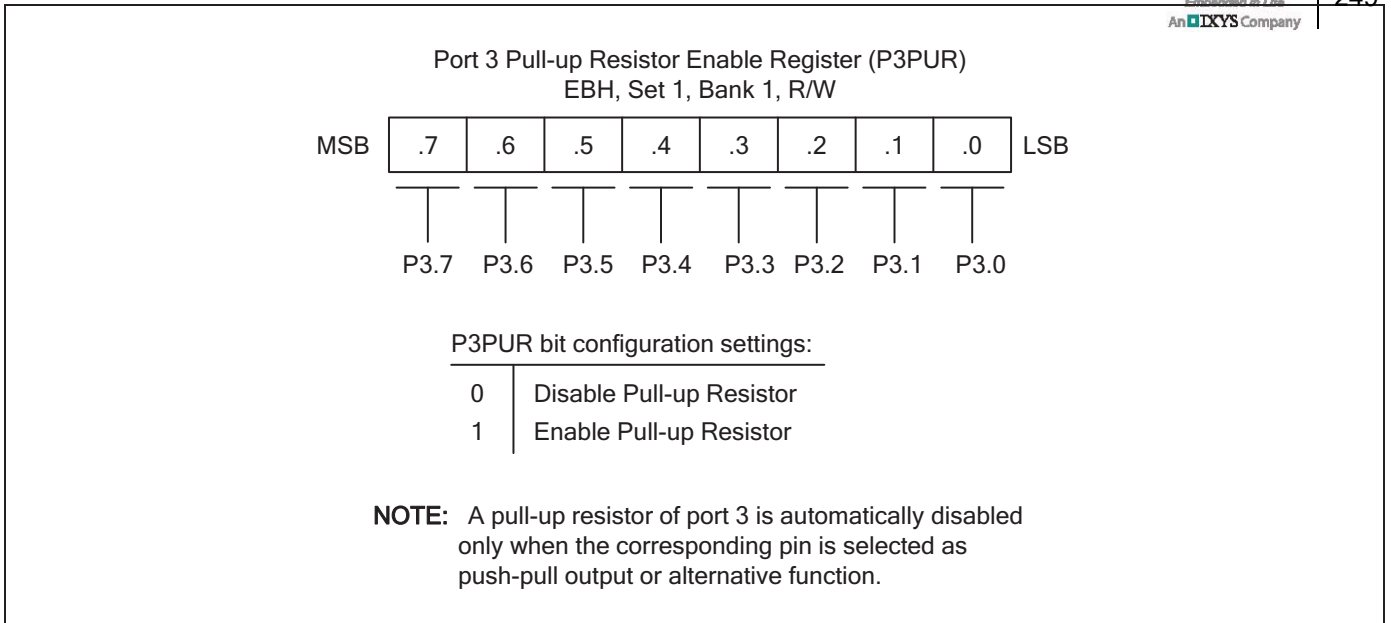 Embedded in Life
An IXYS Company
249
Port 3 Pull-up Resistor Enable Register (P3PUR)
EBH, Set 1, Bank 1, R/W
MSB .7 .6 .5 .4 .3 .2 .1 .0 LSB
P3.7 P3.6 P3.5 P3.4 P3.3 P3.2 P3.1 P3.0
P3PUR bit configuration settings:
0 Disable Pull-up Resistor
1 Enable Pull-up Resistor
NOTE: A pull-up resistor of port 3 is automatically disabled
only when the corresponding pin is selected as
push-pull output or alternative function.